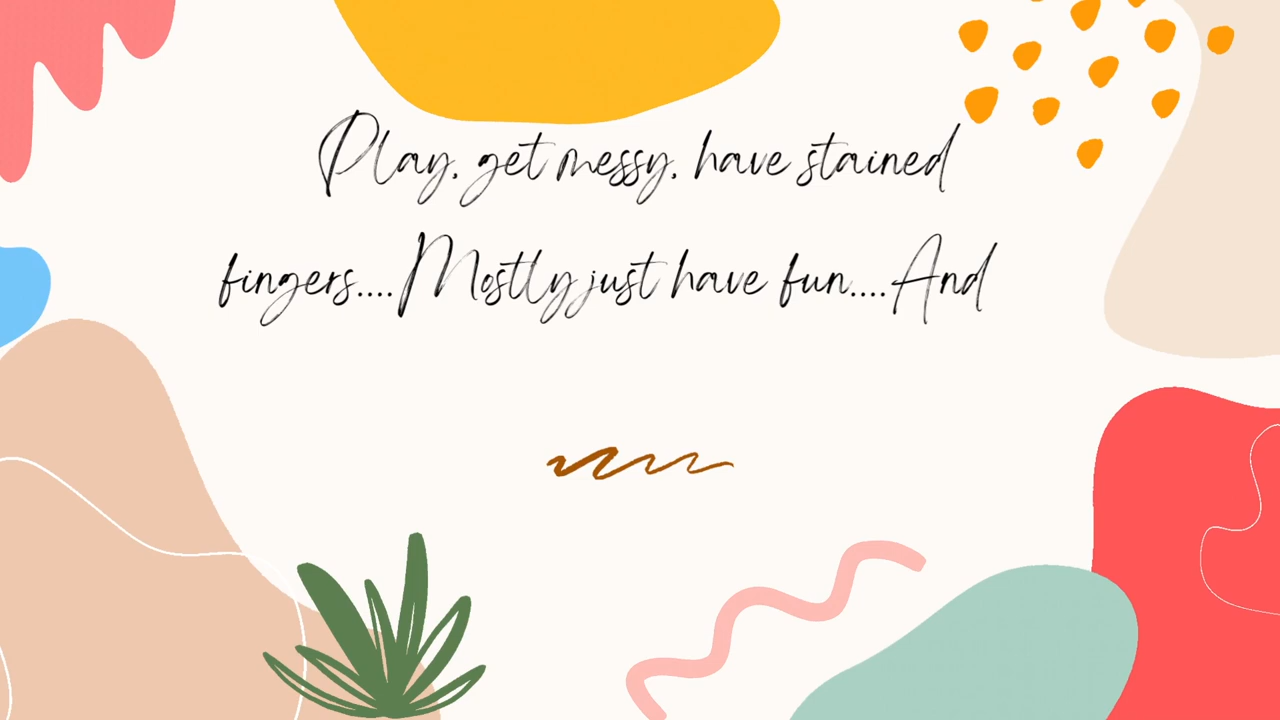 Play, get messy, have stained
fingers....Mostly just have fun....And